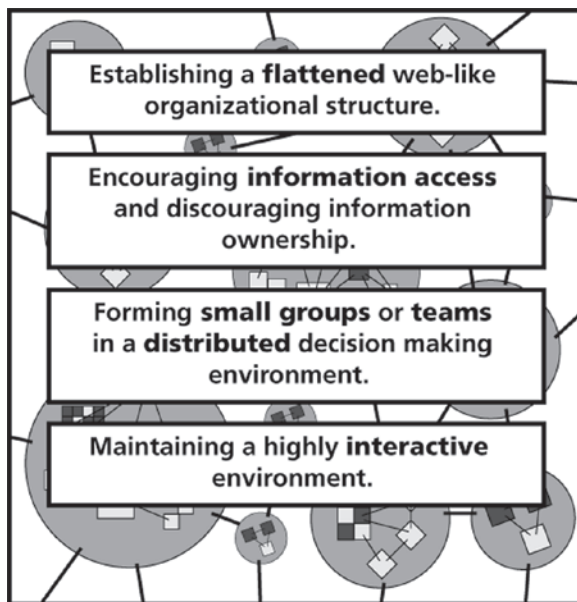 Establishing a flattened web-like
organizational structure.
Encouraging information access
and discouraging information
ownership.
Forming small groups or teams
in a distributed decision making
environment.
Maintaining a highly interactive
environment.